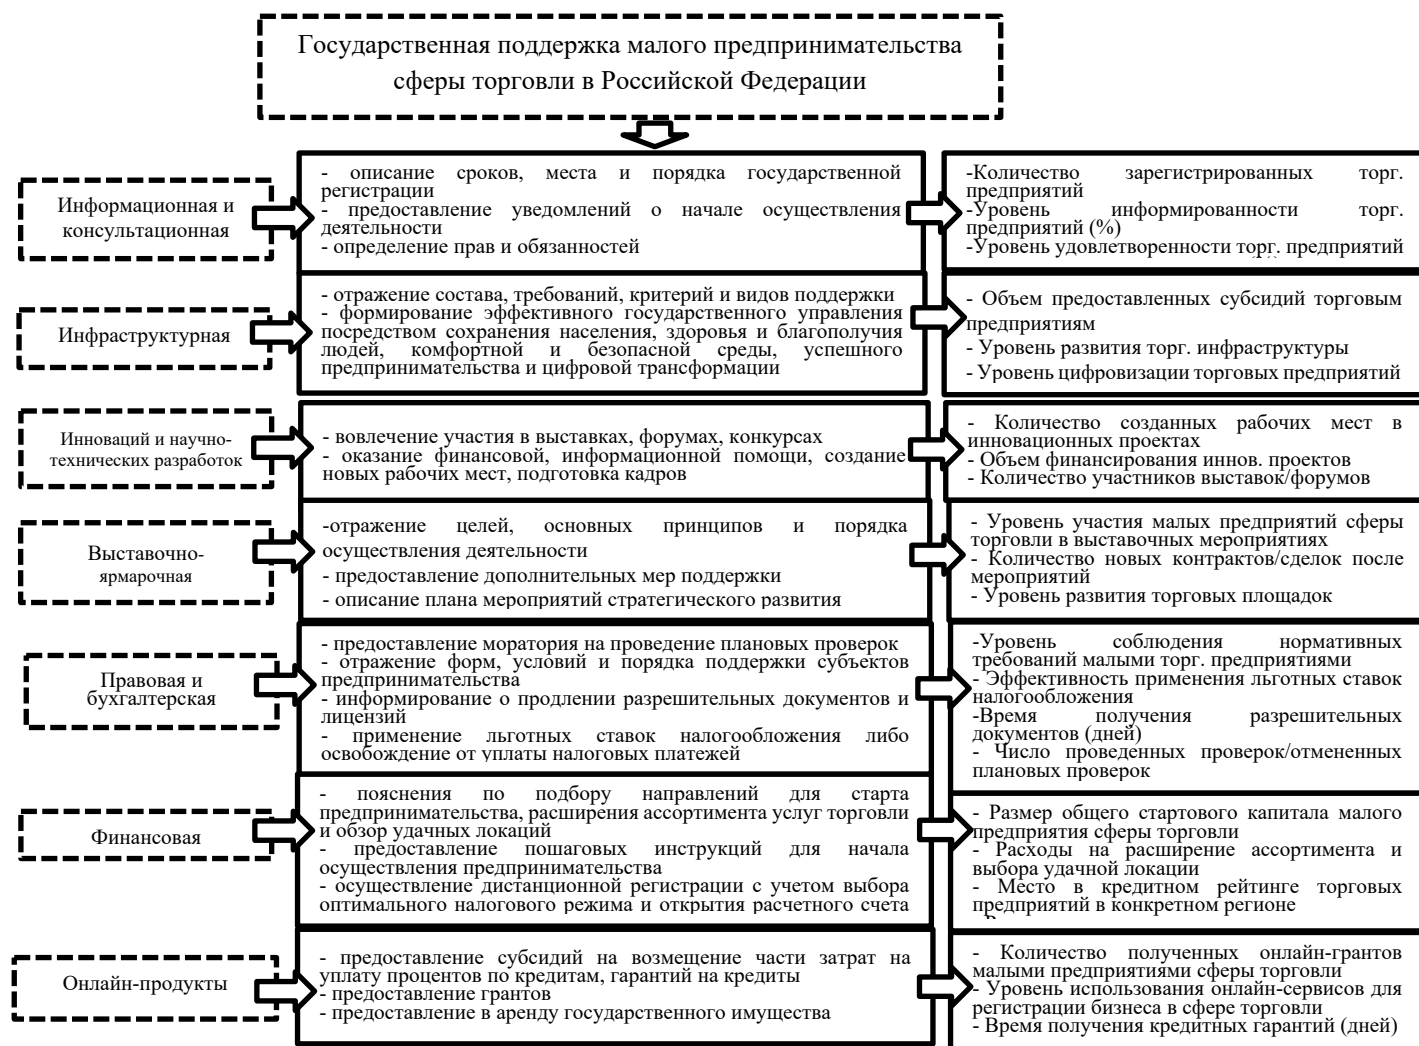 Государственная поддержка малого предпринимательства
сферы торговли в Российской Федерации
Информационная и
консультационная
- описание сроков, места и порядка государственной
регистрации
- предоставление уведомлений о начале осуществления
деятельности
- определение прав и обязанностей
-Количество зарегистрированных торг.
предприятий
-Уровень информированности торг.
предприятий (%)
-Уровень удовлетворенности торг. предприятий
Инфраструктурная
- отражение состава, требований, критерий и видов поддержки
- формирование эффективного государственного управления
посредством сохранения населения, здоровья и благополучия
людей, комфортной и безопасной среды, успешного
предпринимательства и цифровой трансформации
- Объем предоставленных субсидий торговым
предприятиям
- Уровень развития торг. инфраструктуры
- Уровень цифровизации торговых предприятий
Инноваций и научно-
технических разработок
- вовлечение участия в выставках, форумах, конкурсах
- оказание финансовой, информационной помощи, создание
новых рабочих мест, подготовка кадров
- Количество созданных рабочих мест в
инновационных проектах
- Объем финансирования иннов. проектов
- Количество участников выставок/форумов
Выставочно-
ярмарочная
-отражение целей, основных принципов и порядка
осуществления деятельности
- предоставление дополнительных мер поддержки
- описание плана мероприятий стратегического развития
- Уровень участия малых предприятий сферы
торговли в выставочных мероприятиях
- Количество новых контрактов/сделок после
мероприятий
- Уровень развития торговых площадок
Правовая и
бухгалтерская
- предоставление моратория на проведение плановых проверок
- отражение форм, условий и порядка поддержки субъектов
предпринимательства
- информирование о продлении разрешительных документов и
лицензий
- применение льготных ставок налогообложения либо
освобождение от уплаты налоговых платежей
-Уровень соблюдения нормативных
требований малыми торг. предприятиями
- Эффективность применения льготных ставок
налогообложения
-Время получения разрешительных
документов (дней)
- Число проведенных проверок/отмененных
плановых проверок
Финансовая
- пояснения по подбору направлений для старта
предпринимательства, расширения ассортимента услуг торговли
и обзор удачных локаций
- предоставление пошаговых инструкций для начала
осуществления предпринимательства
- осуществление дистанционной регистрации с учетом выбора
оптимального налогового режима и открытия расчетного счета
- Размер общего стартового капитала малого
предприятия сферы торговли
- Расходы на расширение ассортимента и
выбора удачной локации
- Место в кредитном рейтинге торговых
предприятий в конкретном регионе
Онлайн-продукты
- предоставление субсидий на возмещение части затрат на
уплату процентов по кредитам, гарантий на кредиты
- предоставление грантов
- предоставление в аренду государственного имущества
- Количество полученных онлайн-грантов
малыми предприятиями сферы торговли
- Уровень использования онлайн-сервисов для
регистрации бизнеса в сфере торговли
- Время получения кредитных гарантий (дней)